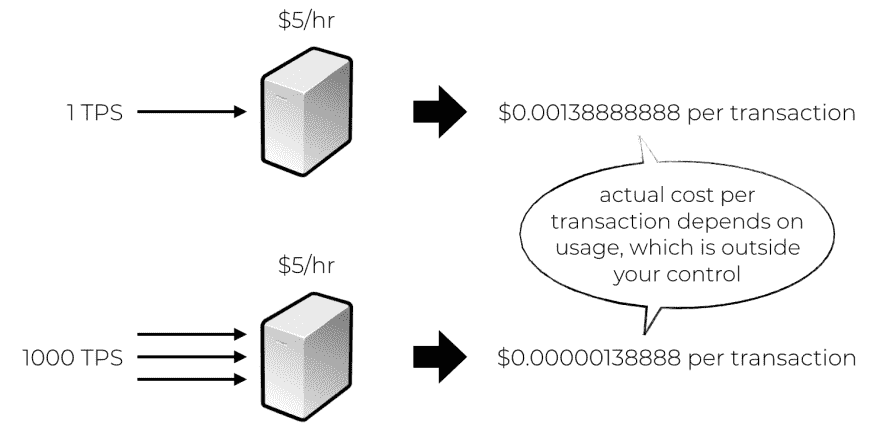 $5/hr
1 TPS
$0.00138888888 per transaction
actual cost per
transaction depends on
usage, which is outside
your control
$5/hr
1000 TPS
$0.00000138888 per transaction